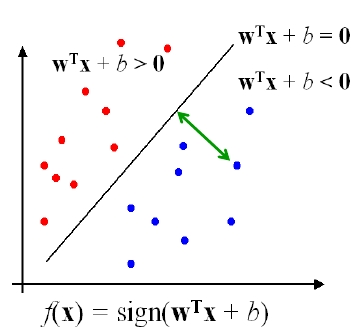 wᵀx + b = 0
wᵀx + b > 0
wᵀx + b < 0
f(x) = sign(wᵀx + b)